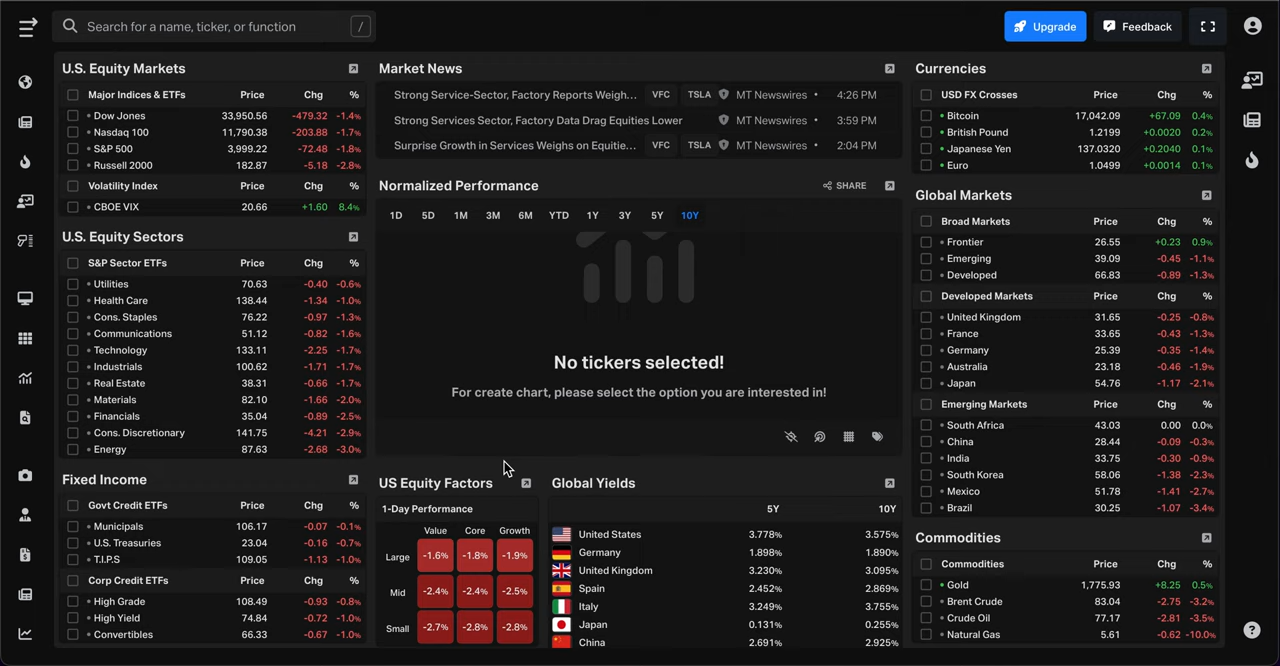 Search for a name, ticker, or function /
Upgrade
Feedback
U.S. Equity Markets
Major Indices & ETFs Price Chg %
Dow Jones 33,950.56 -479.32 -1.4%
Nasdaq 100 11,790.38 -203.88 -1.7%
S&P 500 3,999.22 -72.48 -1.8%
Russell 2000 182.87 -5.18 -2.8%
Volatility Index Price Chg %
CBOE VIX 20.66 +1.60 8.4%
U.S. Equity Sectors
S&P Sector ETFs Price Chg %
Utilities 70.63 -0.40 -0.6%
Health Care 138.44 -1.34 -1.0%
Cons. Staples 76.22 -0.97 -1.3%
Communications 51.12 -0.82 -1.6%
Technology 133.11 -2.25 -1.7%
Industrials 100.62 -1.71 -1.7%
Real Estate 38.31 -0.66 -1.7%
Materials 82.10 -1.66 -2.0%
Financials 35.04 -0.89 -2.5%
Cons. Discretionary 141.75 -4.21 -2.9%
Energy 87.63 -2.68 -3.0%
Fixed Income
Govt Credit ETFs Price Chg %
Municipals 106.17 -0.07 -0.1%
U.S. Treasuries 23.04 -0.16 -0.7%
T.I.P.S 109.05 -1.13 -1.0%
Corp Credit ETFs Price Chg %
High Grade 108.49 -0.93 -0.8%
High Yield 74.84 -0.72 -1.0%
Convertibles 66.33 -0.67 -1.0%
Market News
Strong Service-Sector, Factory Reports Weigh... VFC TSLA MT Newswires • 4:26 PM
Strong Services Sector, Factory Data Drag Equities Lower MT Newswires • 3:59 PM
Surprise Growth in Services Weighs on Equitie... VFC TSLA MT Newswires • 2:04 PM
Normalized Performance SHARE
1D 5D 1M 3M 6M YTD 1Y 3Y 5Y 10Y
No tickers selected!
For create chart, please select the option you are interested in!
US Equity Factors
1-Day Performance
Value Core Growth
Large -1.6% -1.8% -1.9%
Mid -2.4% -2.4% -2.5%
Small -2.7% -2.8% -2.8%
Global Yields
5Y 10Y
United States 3.778% 3.575%
Germany 1.898% 1.890%
United Kingdom 3.230% 3.095%
Spain 2.452% 2.869%
Italy 3.249% 3.755%
Japan 0.131% 0.255%
China 2.691% 2.925%
Currencies
USD FX Crosses Price Chg %
Bitcoin 17,042.09 +67.09 0.4%
British Pound 1.2199 +0.0020 0.2%
Japanese Yen 137.0320 +0.2040 0.1%
Euro 1.0499 +0.0014 0.1%
Global Markets
Broad Markets Price Chg %
Frontier 26.55 +0.23 0.9%
Emerging 39.09 -0.45 -1.1%
Developed 66.83 -0.89 -1.3%
Developed Markets Price Chg %
United Kingdom 31.65 -0.25 -0.8%
France 33.65 -0.43 -1.3%
Germany 25.39 -0.35 -1.4%
Australia 23.18 -0.46 -1.9%
Japan 54.76 -1.17 -2.1%
Emerging Markets Price Chg %
South Africa 43.03 0.00 0.0%
China 28.44 -0.09 -0.3%
India 33.75 -0.30 -0.9%
South Korea 58.06 -1.38 -2.3%
Mexico 51.78 -1.41 -2.7%
Brazil 30.25 -1.07 -3.4%
Commodities
Commodities Price Chg %
Gold 1,775.93 +8.25 0.5%
Brent Crude 83.04 -2.75 -3.2%
Crude Oil 77.17 -2.81 -3.5%
Natural Gas 5.61 -0.62 -10.0%